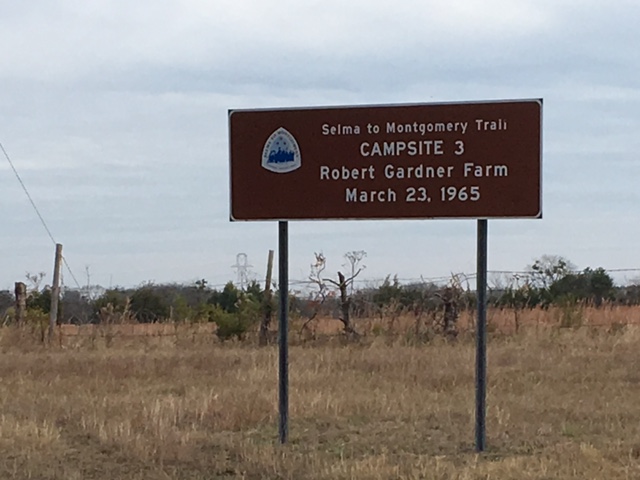 Selma to Montgomery Trail
CAMPSITE 3
Robert Gardner Farm
March 23, 1965